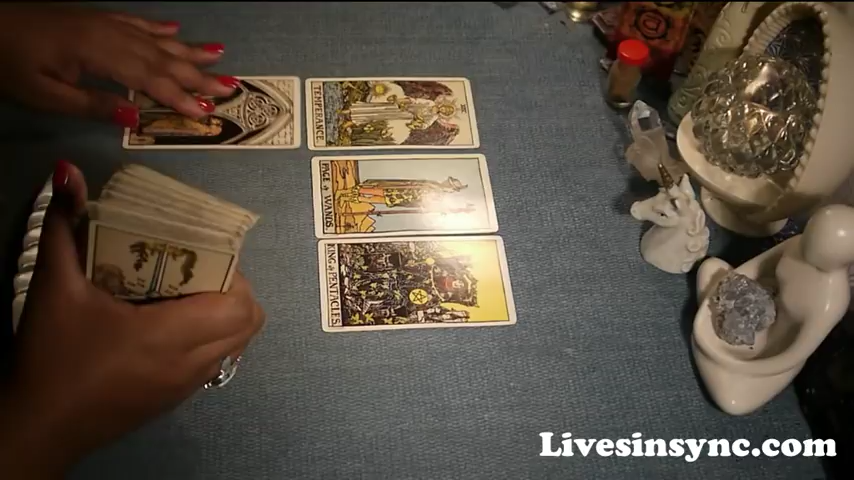 TEMPERANCE
PAGE of WANDS
KING of PENTACLES
Livesinsync.com